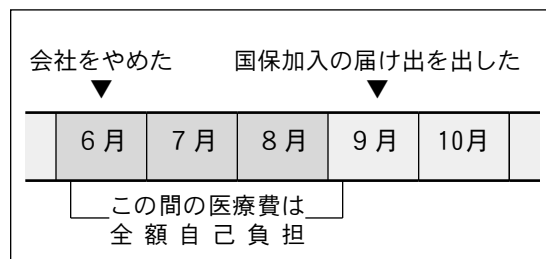 会社をやめた 国保加入の届け出を出した
▼ ▼
6月 7月 8月 9月 10月
この間の医療費は
全額自己負担